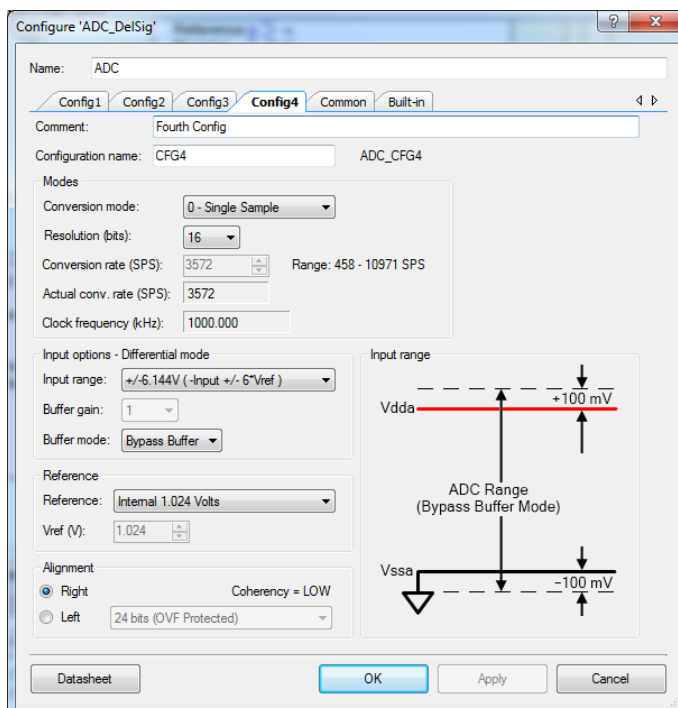 Configure 'ADC_DelSig'
Name: ADC
Config1 Config2 Config3 Config4 Common Built-in
Comment: Fourth Config
Configuration name: CFG4 ADC_CFG4
Modes
Conversion mode: 0 - Single Sample
Resolution (bits): 16
Conversion rate (SPS): 3572 Range: 458 - 10971 SPS
Actual conv. rate (SPS): 3572
Clock frequency (kHz): 1000.000
Input options - Differential mode
Input range: +/-6.144V ( -Input +/- 6*Vref )
Buffer gain: 1
Buffer mode: Bypass Buffer
Reference
Reference: Internal 1.024 Volts
Vref (V): 1.024
Alignment
Right Coherency = LOW
Left 24 bits (OVF Protected)
Input range
+100 mV
Vdda
ADC Range
(Bypass Buffer Mode)
Vssa
-100 mV
Datasheet OK Apply Cancel